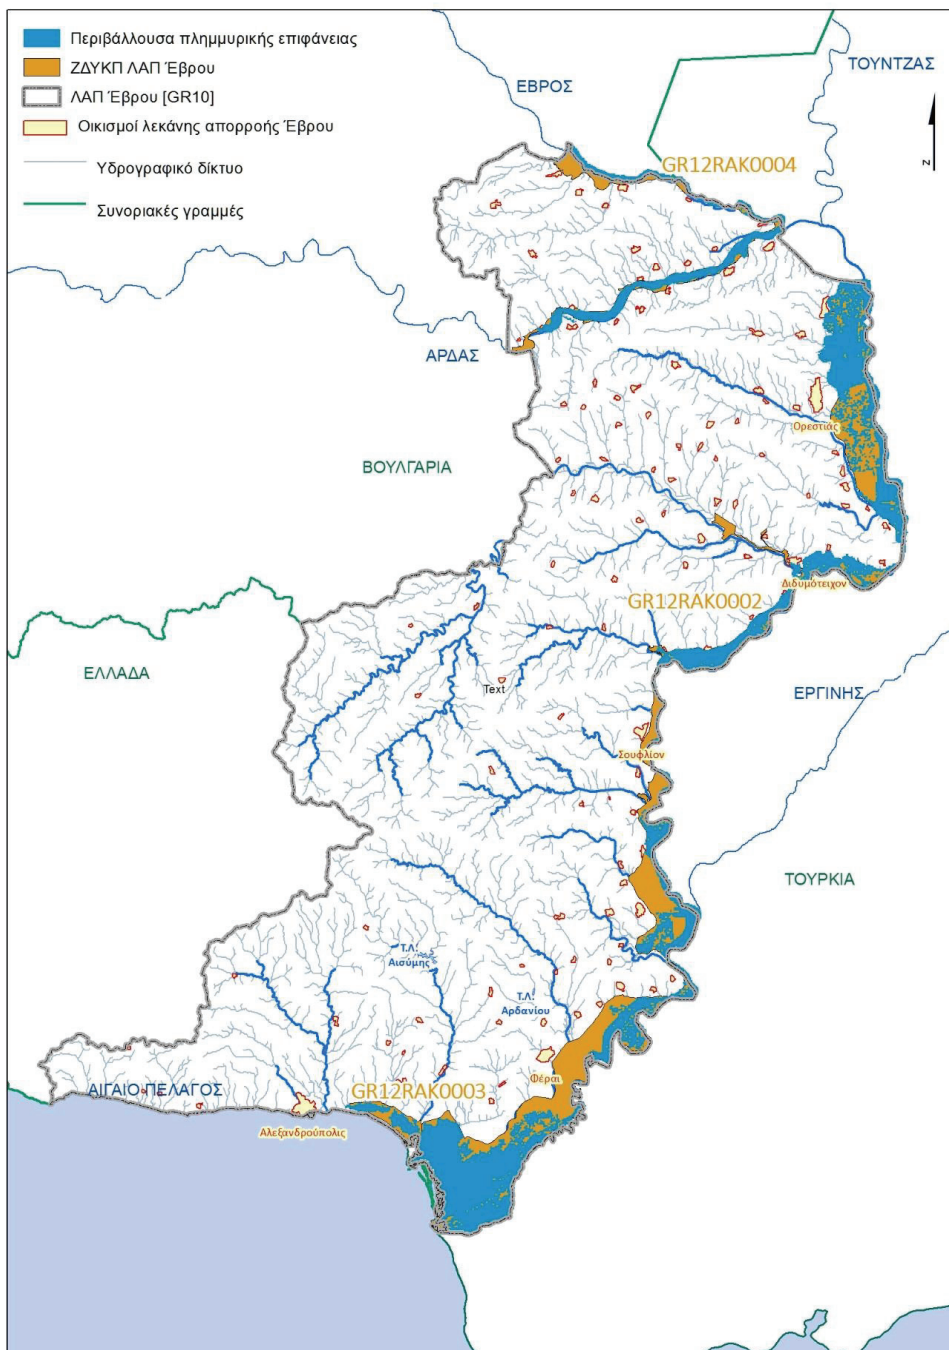 Περιβάλλουσα πλημμυρικής επιφάνειας
ΖΔΥΚΠ ΛΑΠ Έβρου
ΛΑΠ Έβρου [GR10]
Οικισμοί λεκάνης απορροής Έβρου
Υδρογραφικό δίκτυο
Συνοριακές γραμμές
ΤΟΥΝΤΖΑΣ
ΕΒΡΟΣ
N
GR12RAK0004
ΑΡΔΑΣ
Ορεστιάς
ΒΟΥΛΓΑΡΙΑ
Διδυμότειχον
GR12RAK0002
ΕΛΛΑΔΑ
Text
ΕΡΓΙΝΗΣ
Σουφλίον
ΤΟΥΡΚΙΑ
Τ.Λ.
Αισύμης
Τ.Λ.
Αρδανίου
Φέραι
ΑΙΓΑΙΟ ΠΕΛΑΓΟΣ
GR12RAK0003
Αλεξανδρούπολις